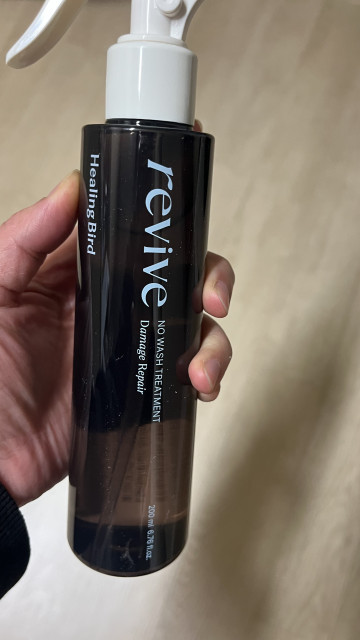 Healing Bird
revive
NO WASH TREATMENT
Damage Repair
200 ml 6.76 fl.oz.